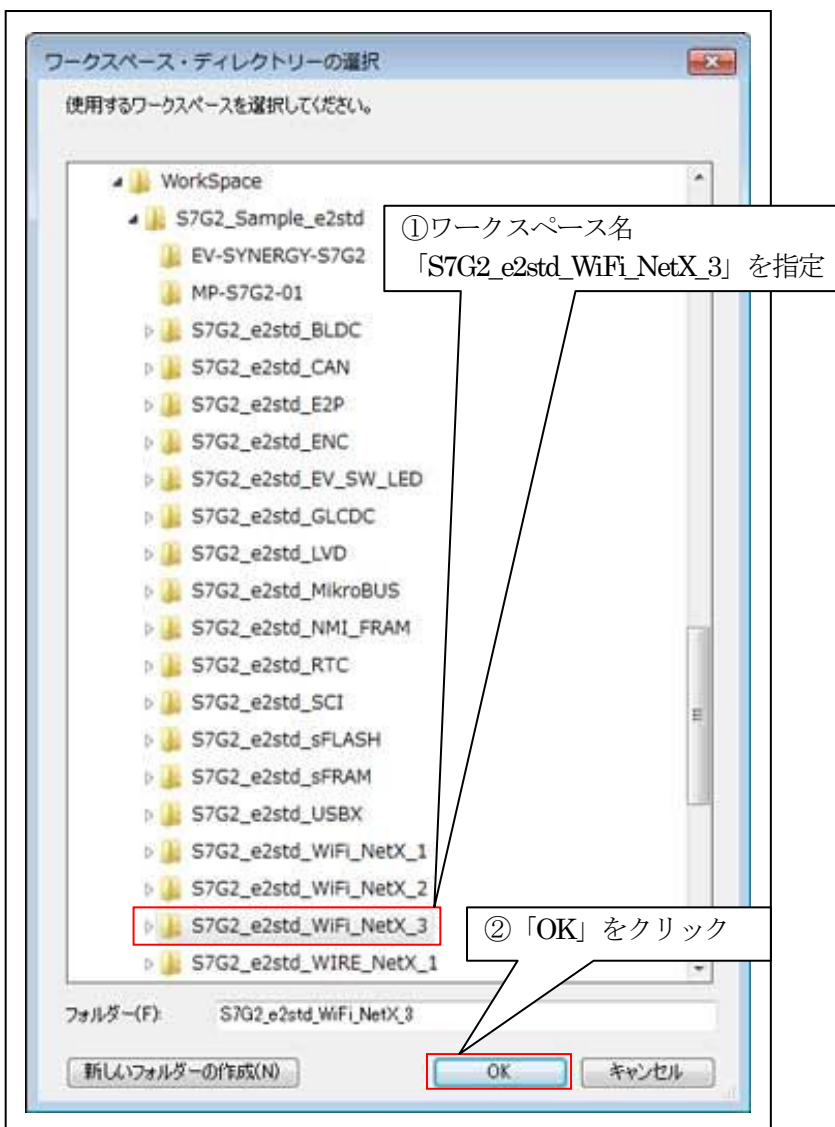 ワークスペース・ディレクトリーの選択
使用するワークスペースを選択してください。
WorkSpace
S7G2_Sample_e2std
EV-SYNERGY-S7G2
MP-S7G2-01
S7G2_e2std_BLDC
S7G2_e2std_CAN
S7G2_e2std_E2P
S7G2_e2std_ENC
S7G2_e2std_EV_SW_LED
S7G2_e2std_GLCDC
S7G2_e2std_LVD
S7G2_e2std_MikroBUS
S7G2_e2std_NMI_FRAM
S7G2_e2std_RTC
S7G2_e2std_SCI
S7G2_e2std_sFLASH
S7G2_e2std_sFRAM
S7G2_e2std_USBX
S7G2_e2std_WiFi_NetX_1
S7G2_e2std_WiFi_NetX_2
S7G2_e2std_WiFi_NetX_3
S7G2_e2std_WIRE_NetX_1
①ワークスペース名
「S7G2_e2std_WiFi_NetX_3」を指定
②「OK」をクリック
フォルダー(F): S7G2_e2std_WiFi_NetX_3
新しいフォルダーの作成(N) OK キャンセル